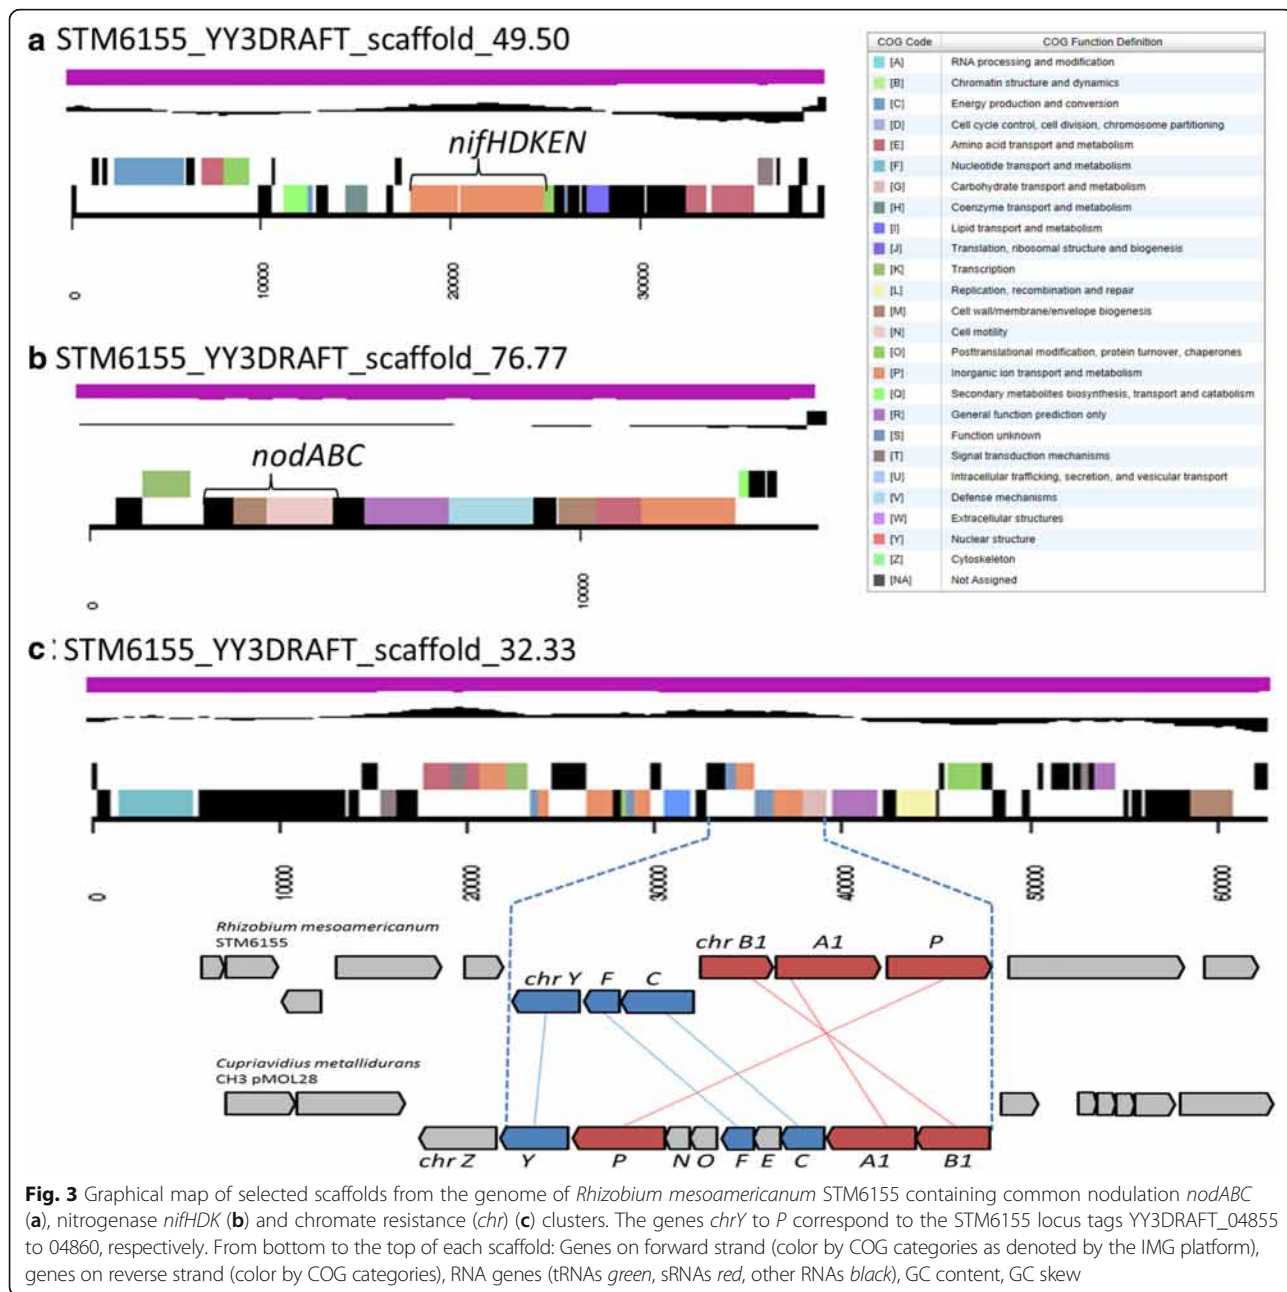 a STM6155_YY3DRAFT_scaffold_49.50
nifHDKEN
0 10000 20000 30000
b STM6155_YY3DRAFT_scaffold_76.77
nodABC
0 10000
COG Code COG Function Definition
[A] RNA processing and modification
[B] Chromatin structure and dynamics
[C] Energy production and conversion
[D] Cell cycle control, cell division, chromosome partitioning
[E] Amino acid transport and metabolism
[F] Nucleotide transport and metabolism
[G] Carbohydrate transport and metabolism
[H] Coenzyme transport and metabolism
[I] Lipid transport and metabolism
[J] Translation, ribosomal structure and biogenesis
[K] Transcription
[L] Replication, recombination and repair
[M] Cell wall/membrane/envelope biogenesis
[N] Cell motility
[O] Posttranslational modification, protein turnover, chaperones
[P] Inorganic ion transport and metabolism
[Q] Secondary metabolites biosynthesis, transport and catabolism
[R] General function prediction only
[S] Function unknown
[T] Signal transduction mechanisms
[U] Intracellular trafficking, secretion, and vesicular transport
[V] Defense mechanisms
[W] Extracellular structures
[Y] Nuclear structure
[Z] Cytoskeleton
[NA] Not Assigned
c : STM6155_YY3DRAFT_scaffold_32.33
0 10000 20000 30000 40000 50000 60000
Rhizobium mesoamericanum
STM6155
chr B1 A1 P
chr Y F C
Cupriavidius metallidurans
CH3 pMOL28
chr Z Y P N O F E C A1 B1
Fig. 3 Graphical map of selected scaffolds from the genome of Rhizobium mesoamericanum STM6155 containing common nodulation nodABC
(a), nitrogenase nifHDK (b) and chromate resistance (chr) (c) clusters. The genes chrY to P correspond to the STM6155 locus tags YY3DRAFT_04855
to 04860, respectively. From bottom to the top of each scaffold: Genes on forward strand (color by COG categories as denoted by the IMG platform),
genes on reverse strand (color by COG categories), RNA genes (tRNAs green, sRNAs red, other RNAs black), GC content, GC skew